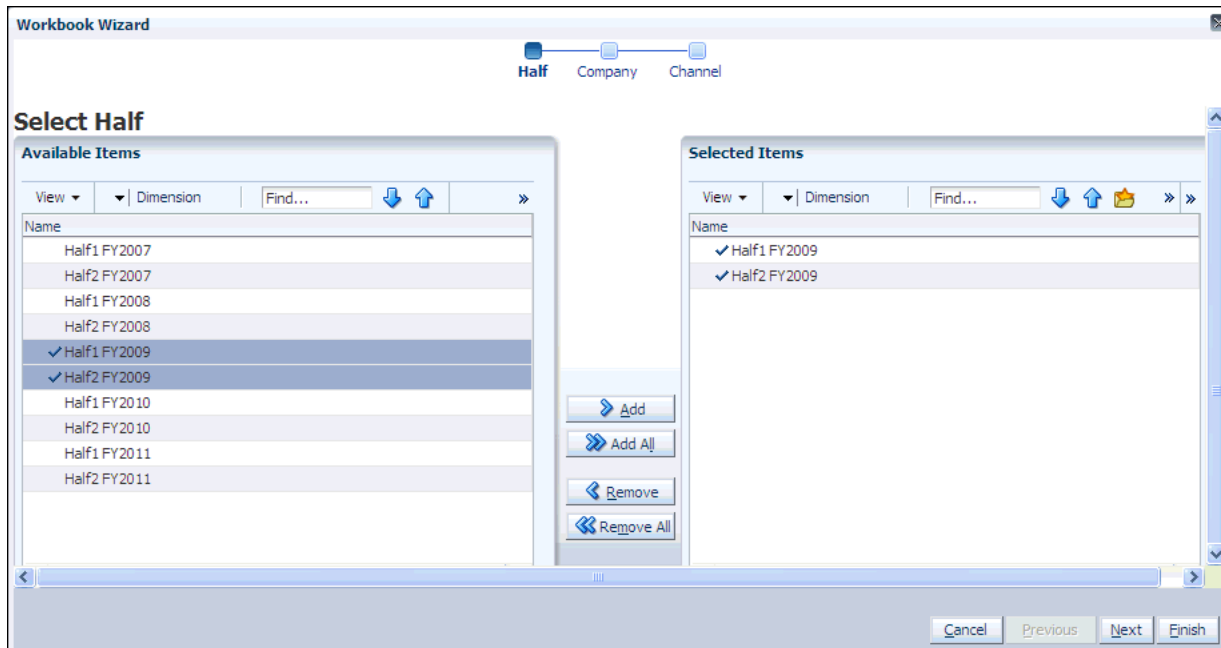 Workbook Wizard
Half Company Channel
Select Half
Available Items
View Dimension Find... »
Name
Half1 FY2007
Half2 FY2007
Half1 FY2008
Half2 FY2008
Half1 FY2009
Half2 FY2009
Half1 FY2010
Half2 FY2010
Half1 FY2011
Half2 FY2011
Add
Add All
Remove
Remove All
Selected Items
View Dimension Find... » »
Name
Half1 FY2009
Half2 FY2009
Cancel Previous Next Finish